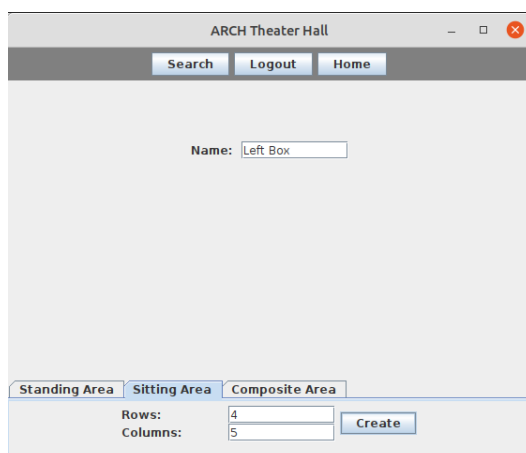 ARCH Theater Hall
Search Logout Home
Name: Left Box
Standing Area Sitting Area Composite Area
Rows: 4
Create
Columns: 5